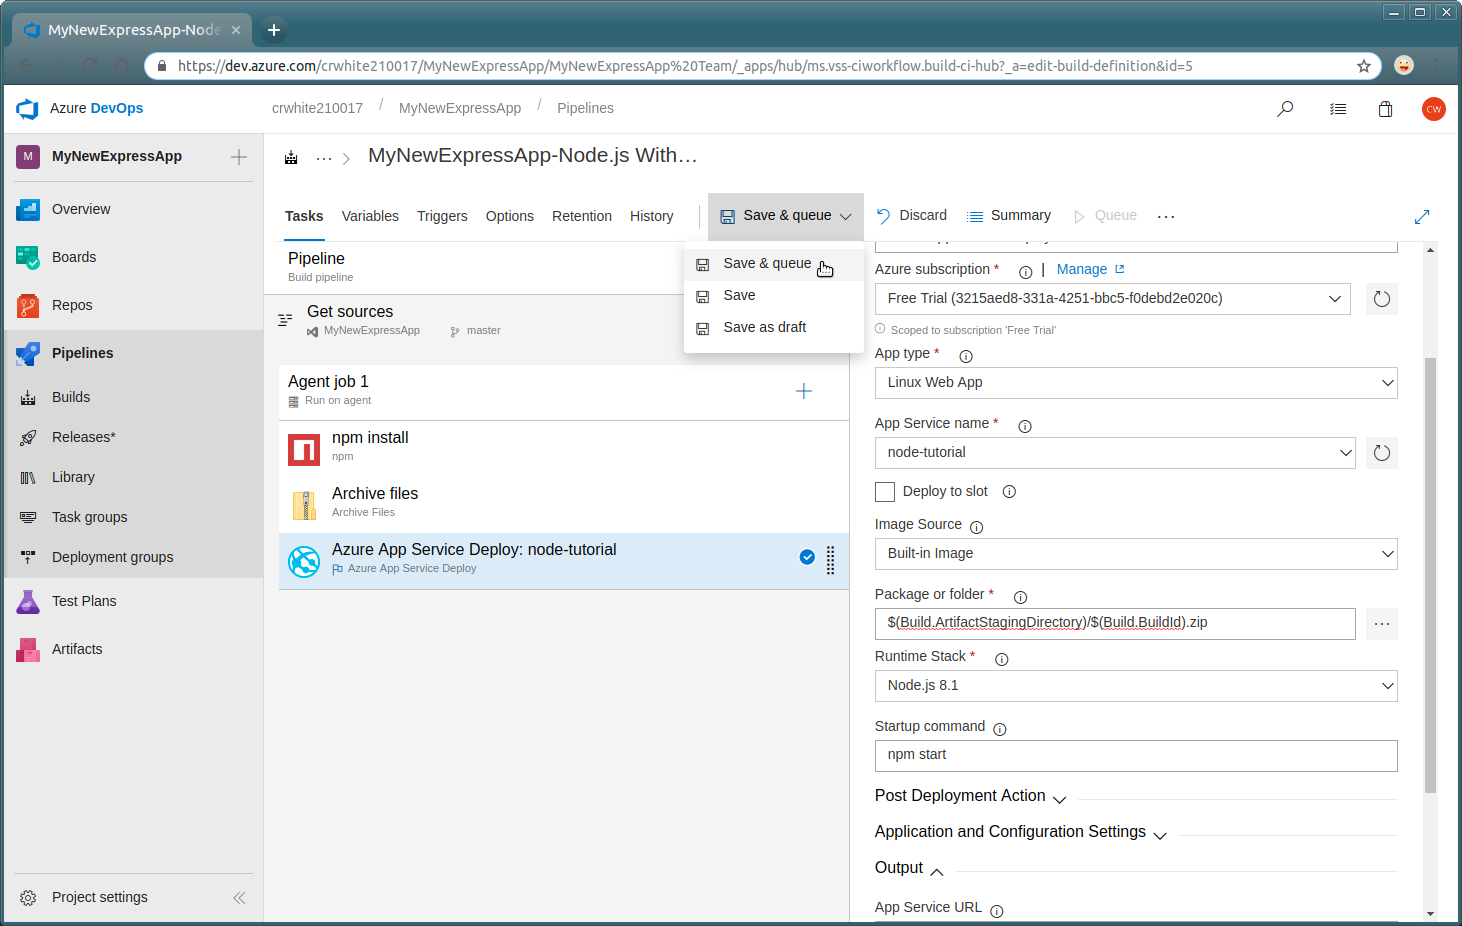 MyNewExpressApp-Node
https://dev.azure.com/crwhite210017/MyNewExpressApp/MyNewExpressApp%20Team/_apps/hub/ms.vss-ciworkflow.build-ci-hub?_a=edit-build-definition&id=5
Azure DevOps
crwhite210017 / MyNewExpressApp / Pipelines
CW
M MyNewExpressApp
Overview
Boards
Repos
Pipelines
Builds
Releases*
Library
Task groups
Deployment groups
Test Plans
Artifacts
Project settings
... > MyNewExpressApp-Node.js With…
Tasks Variables Triggers Options Retention History
Save & queue Discard Summary Queue ...
Save & queue
Save
Save as draft
Pipeline
Build pipeline
Get sources
MyNewExpressApp master
Agent job 1
Run on agent
npm install
npm
Archive files
Archive Files
Azure App Service Deploy: node-tutorial
Azure App Service Deploy
Azure subscription * | Manage
Free Trial (3215aed8-331a-4251-bbc5-f0debd2e020c)
Scoped to subscription 'Free Trial'
App type *
Linux Web App
App Service name *
node-tutorial
Deploy to slot
Image Source
Built-in Image
Package or folder *
$(Build.ArtifactStagingDirectory)/$(Build.BuildId).zip
...
Runtime Stack *
Node.js 8.1
Startup command
npm start
Post Deployment Action
Application and Configuration Settings
Output
App Service URL